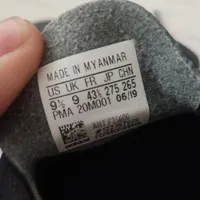 MADE IN MYANMAR
US UK FR JP CHN
9½ 9 43⅓ 275 265
PMA 20M001 06/19